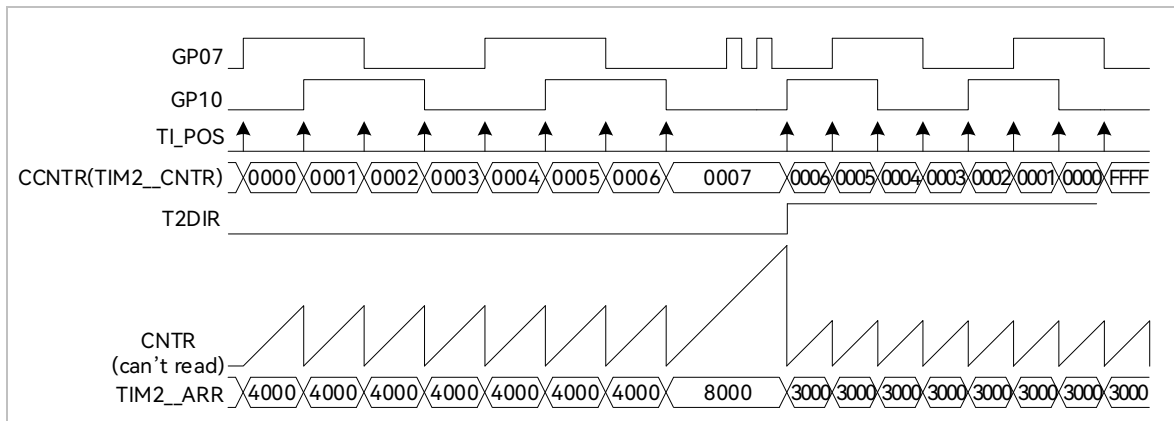 GP07
GP10
TI_POS
CCNTR(TIM2__CNTR) 0000 0001 0002 0003 0004 0005 0006 0007 0006 0005 0004 0003 0002 0001 0000 FFFF
T2DIR
CNTR
(can't read)
TIM2__ARR 4000 4000 4000 4000 4000 4000 4000 8000 3000 3000 3000 3000 3000 3000 3000 3000